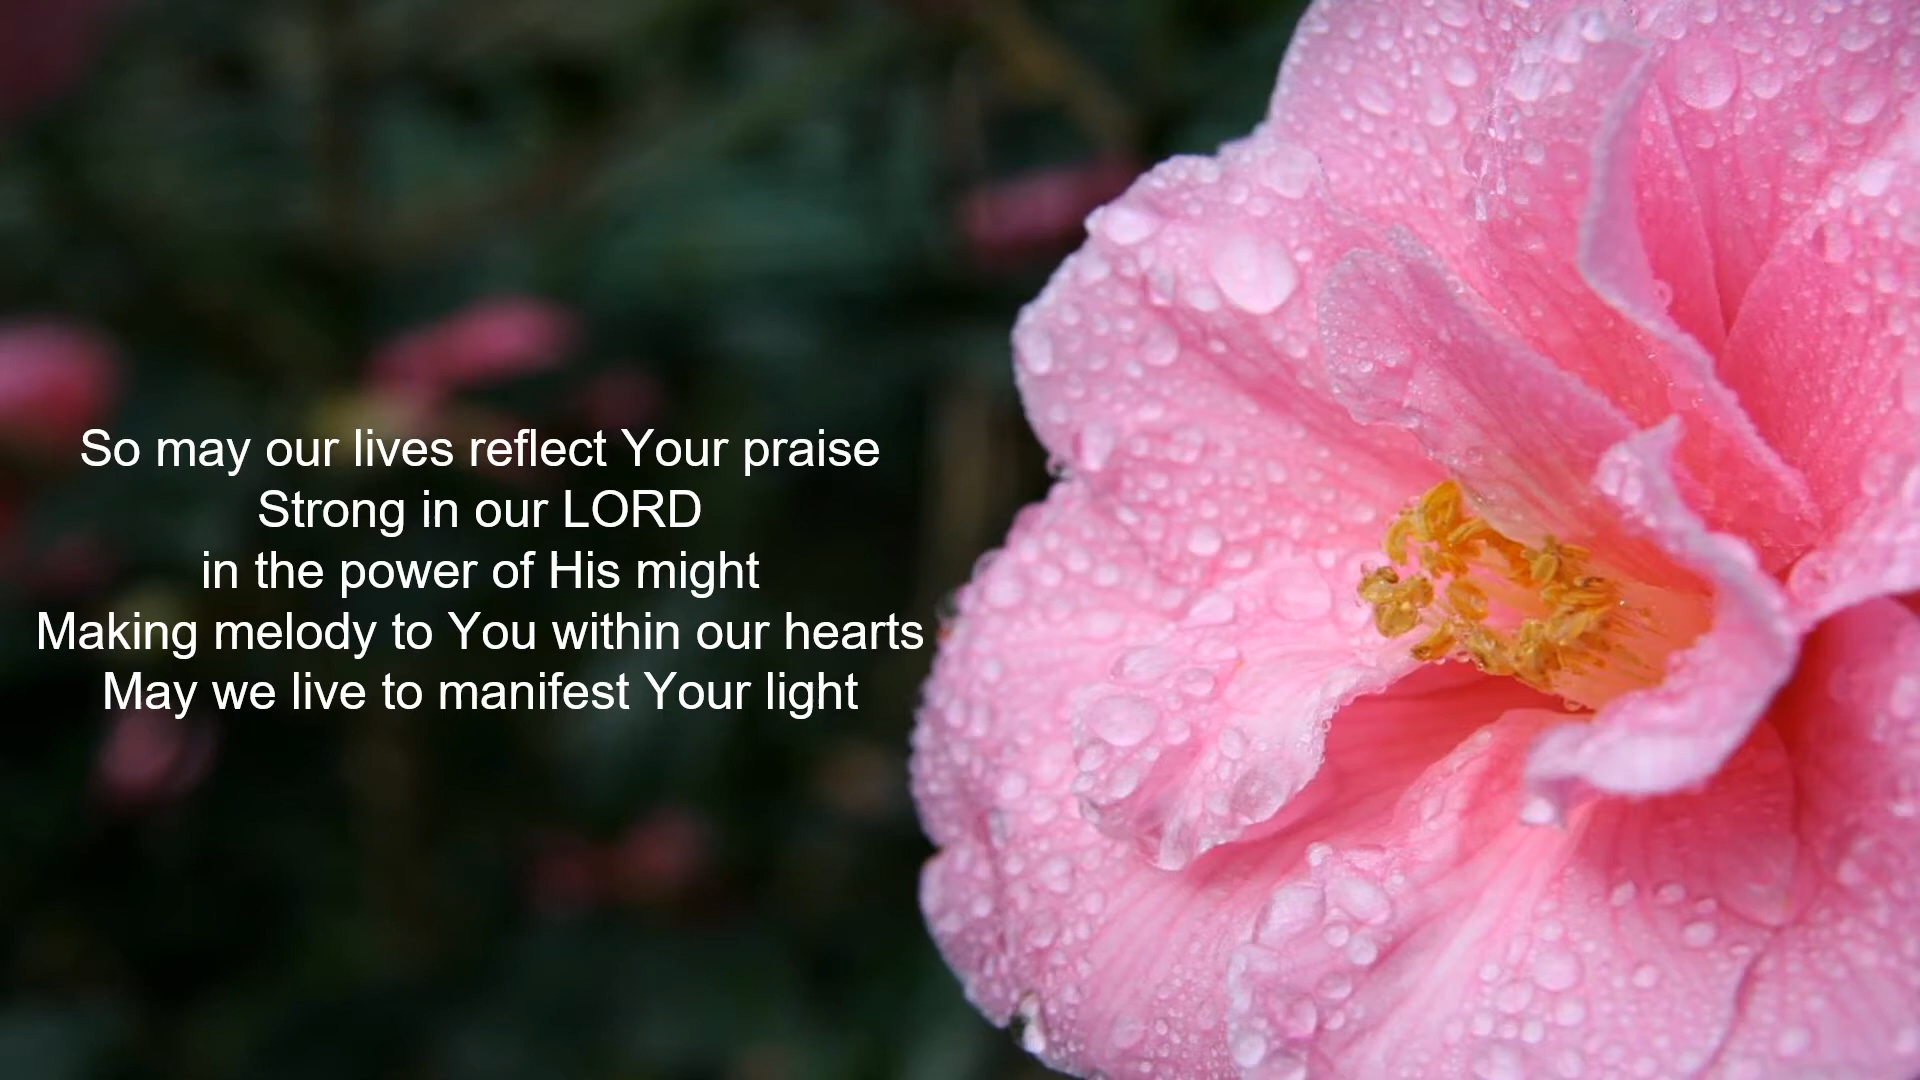 So may our lives reflect Your praise
Strong in our LORD
in the power of His might
Making melody to You within our hearts
May we live to manifest Your light